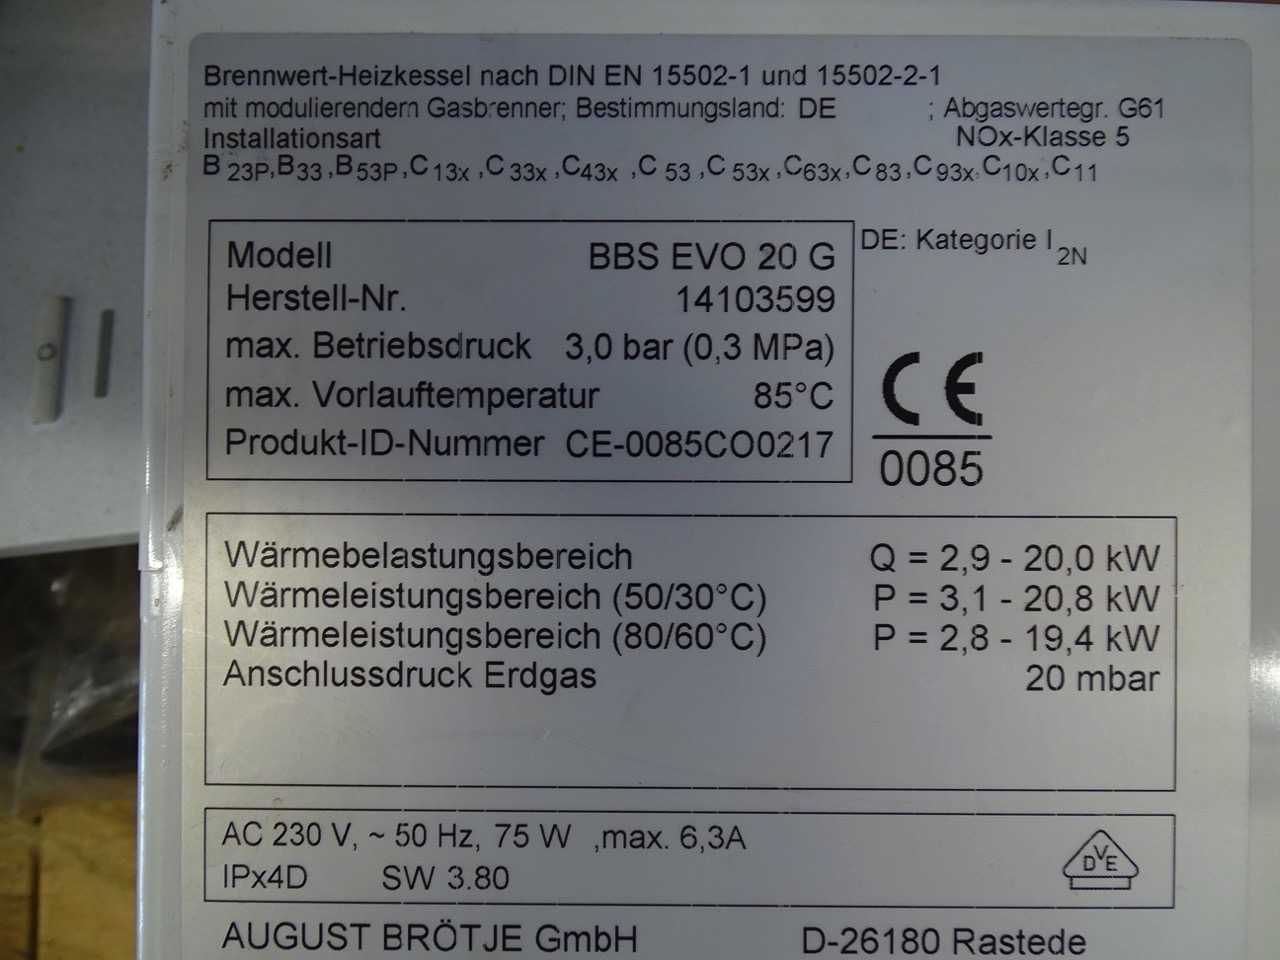 Brennwert-Heizkessel nach DIN EN 15502-1 und 15502-2-1
mit modulierendem Gasbrenner; Bestimmungsland: DE ; Abgaswertegr. G61
Installationsart NOx-Klasse 5
B 23P,B33 ,B53P,C13x ,C33x ,C43x ,C 53 ,C 53x ,C63x,C83,C93x,C10x,C11
DE: Kategorie I 2N
Modell BBS EVO 20 G
Herstell-Nr. 14103599
max. Betriebsdruck 3,0 bar (0,3 MPa)
max. Vorlauftemperatur 85°C
Produkt-ID-Nummer CE-0085CO0217
CE
0085
Wärmebelastungsbereich Q = 2,9 - 20,0 kW
Wärmeleistungsbereich (50/30°C) P = 3,1 - 20,8 kW
Wärmeleistungsbereich (80/60°C) P = 2,8 - 19,4 kW
Anschlussdruck Erdgas 20 mbar
AC 230 V, ~ 50 Hz, 75 W ,max. 6,3A
IPx4D SW 3.80
DVE
AUGUST BRÖTJE GmbH D-26180 Rastede